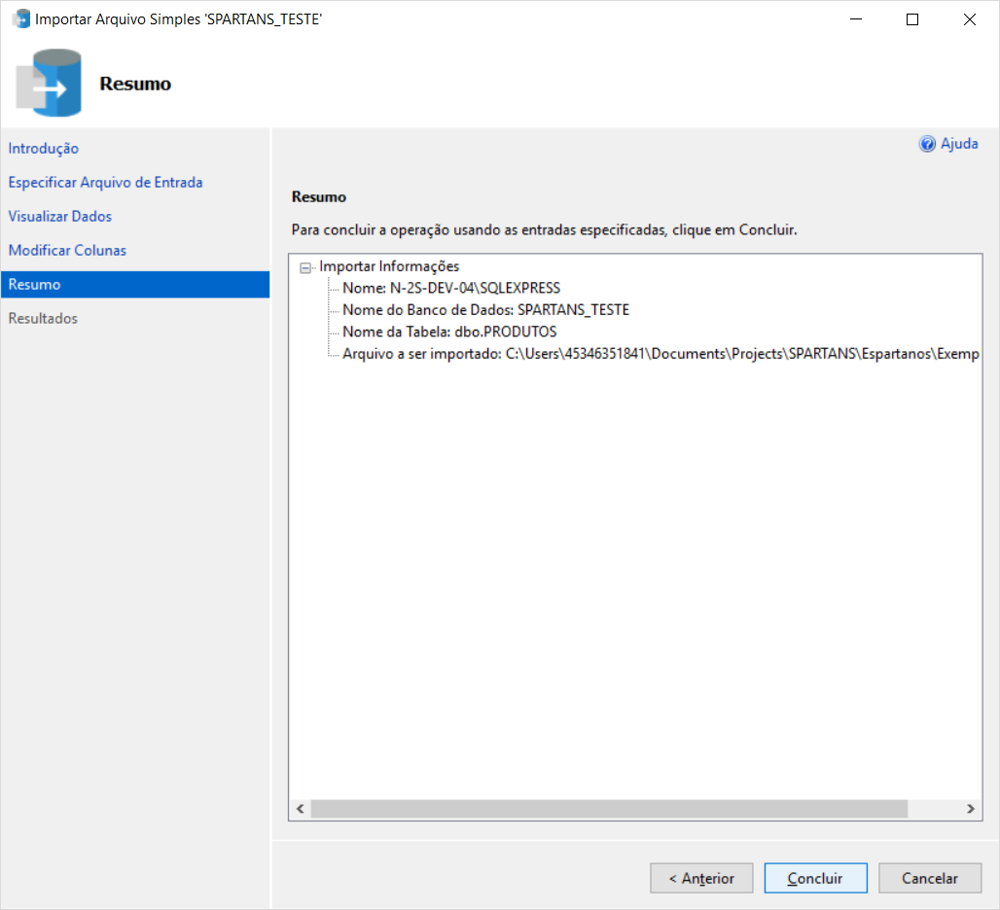 Importar Arquivo Simples 'SPARTANS_TESTE'
Resumo
Introdução
Especificar Arquivo de Entrada
Visualizar Dados
Modificar Colunas
Resumo
Resultados
Ajuda
Resumo
Para concluir a operação usando as entradas especificadas, clique em Concluir.
Importar Informações
Nome: N-2S-DEV-04\SQLEXPRESS
Nome do Banco de Dados: SPARTANS_TESTE
Nome da Tabela: dbo.PRODUTOS
Arquivo a ser importado: C:\Users\45346351841\Documents\Projects\SPARTANS\Espartanos\Exemp
< Anterior
Concluir
Cancelar